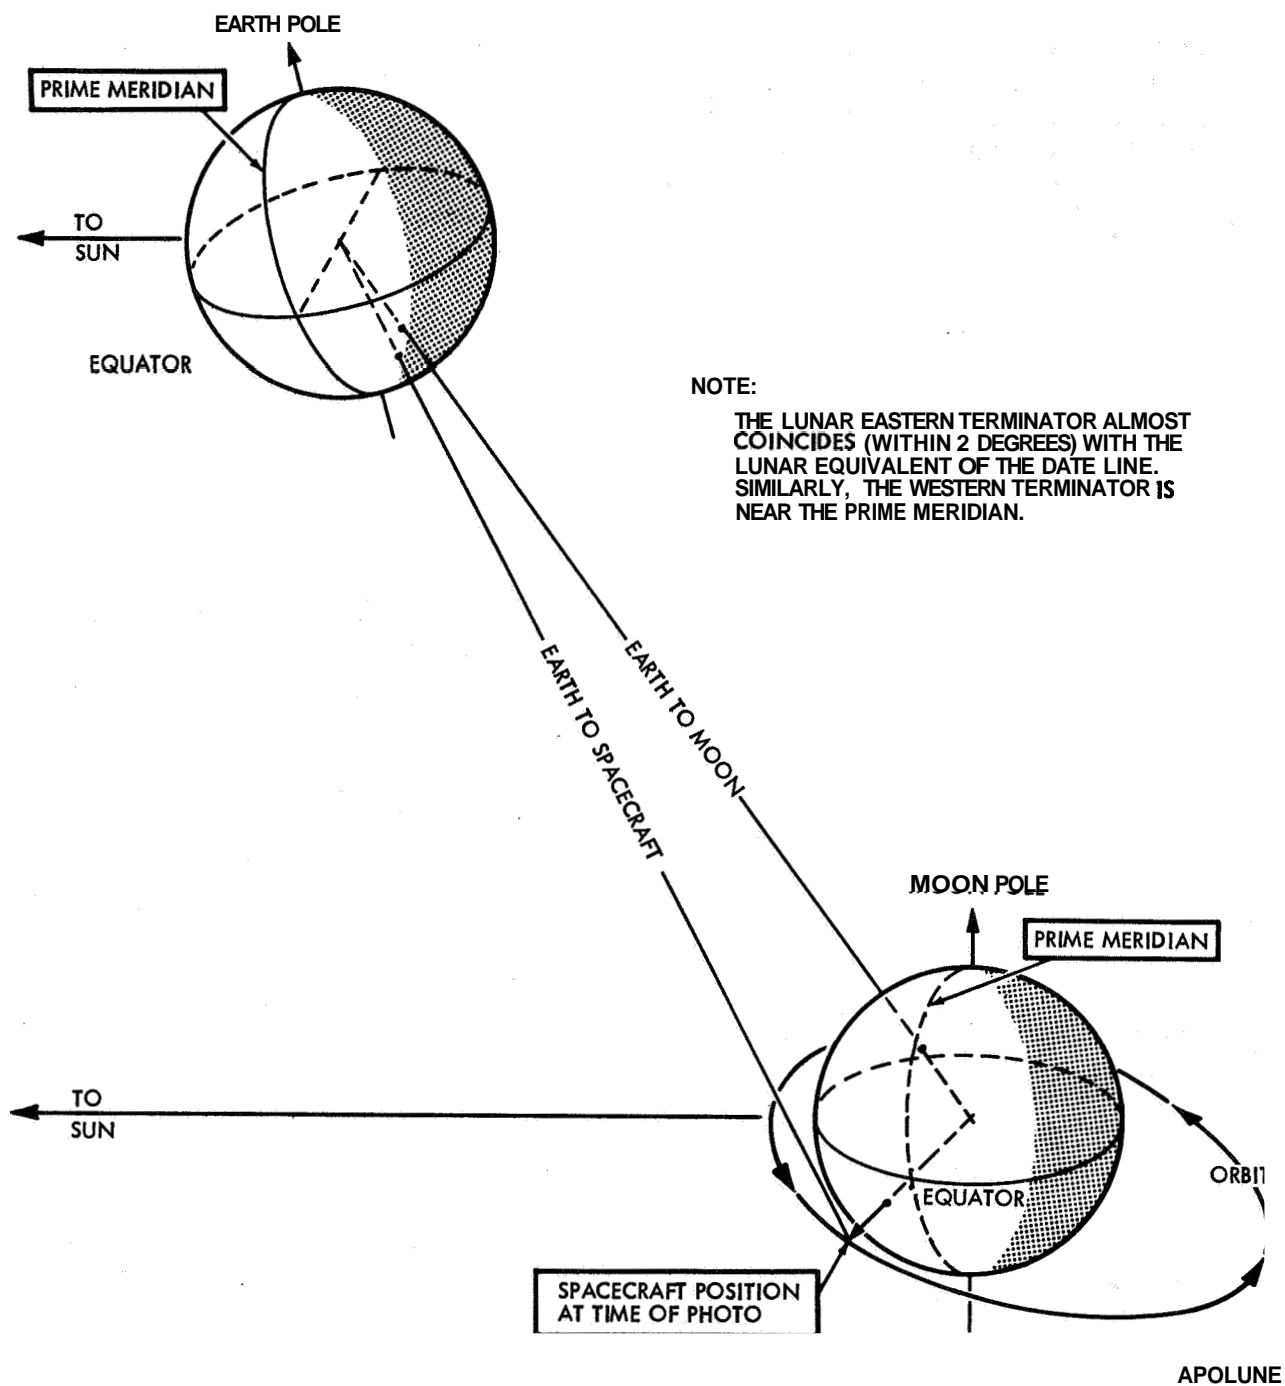 EARTH POLE
PRIME MERIDIAN
TO
SUN
EQUATOR
NOTE:
THE LUNAR EASTERN TERMINATOR ALMOST
COINCIDES (WITHIN 2 DEGREES) WITH THE
LUNAR EQUIVALENT OF THE DATE LINE.
SIMILARLY, THE WESTERN TERMINATOR IS
NEAR THE PRIME MERIDIAN.
EARTH TO SPACECRAFT
EARTH TO MOON
MOON POLE
PRIME MERIDIAN
TO
SUN
ORBIT
EQUATOR
SPACECRAFT POSITION
AT TIME OF PHOTO
APOLUNE